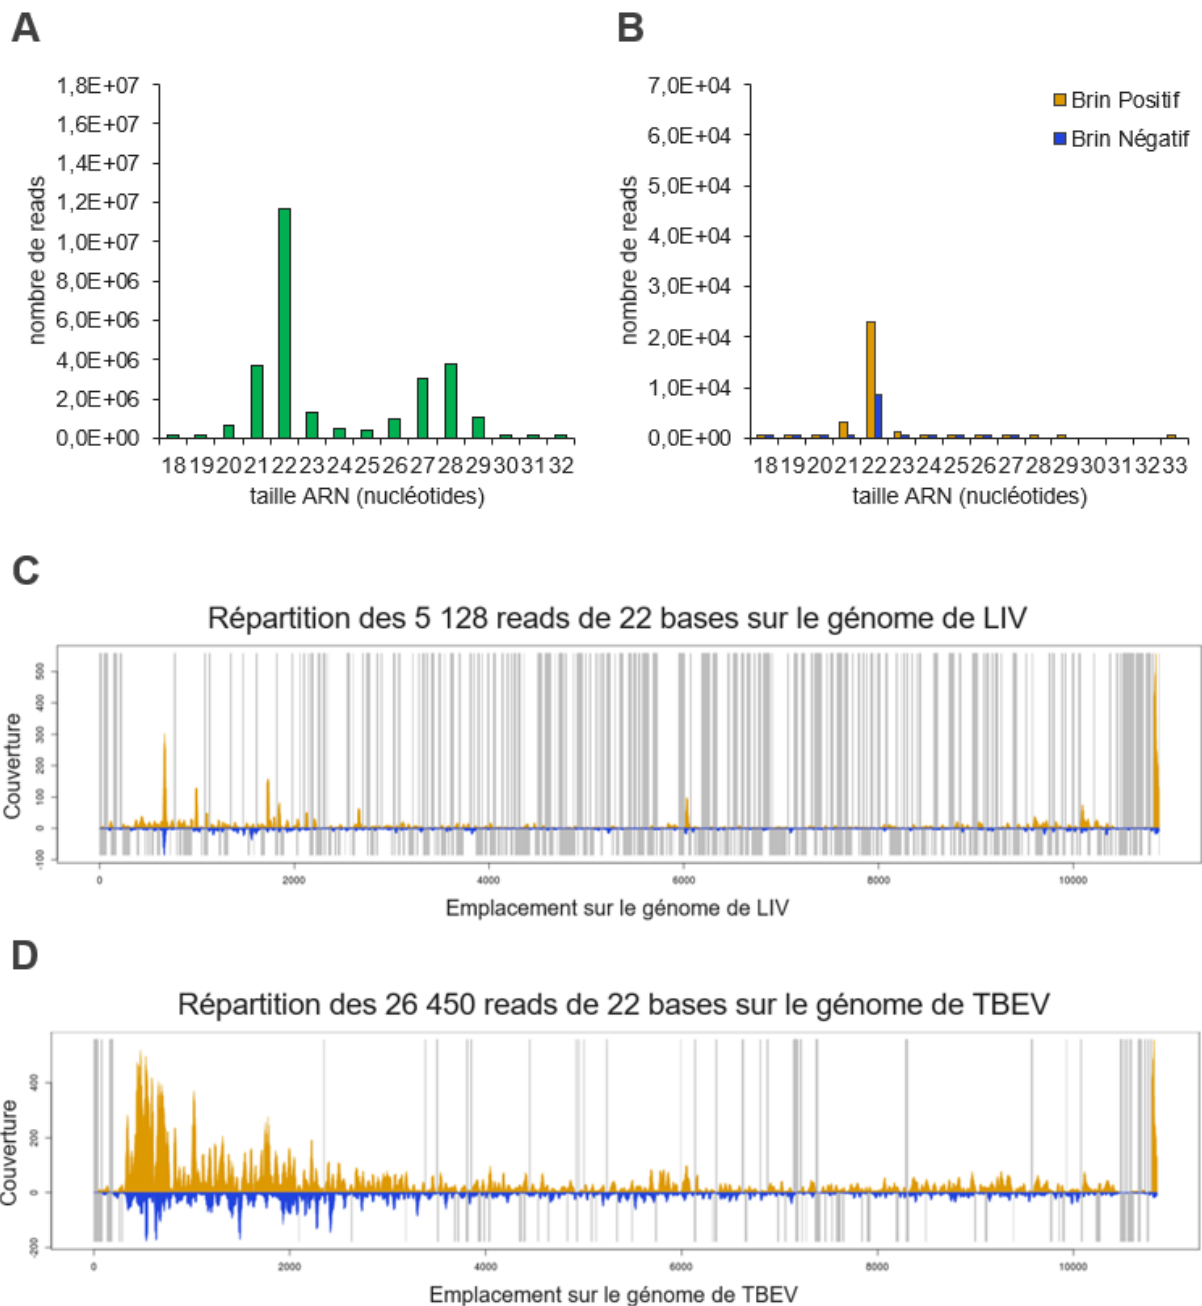 A
1,8E+07
1,6E+07
1,4E+07
1,2E+07
1,0E+07
8,0E+06
6,0E+06
4,0E+06
2,0E+06
0,0E+00
nombre de reads
18 19 20 21 22 23 24 25 26 27 28 29 30 31 32
taille ARN (nucléotides)
B
7,0E+04
6,0E+04
5,0E+04
4,0E+04
3,0E+04
2,0E+04
1,0E+04
0,0E+00
nombre de reads
Brin Positif
Brin Négatif
18 19 20 21 22 23 24 25 26 27 28 29 30 31 32 33
taille ARN (nucléotides)
C
Répartition des 5 128 reads de 22 bases sur le génome de LIV
Couverture
500
400
300
200
100
0
-100
0 2000 4000 6000 8000 10000
Emplacement sur le génome de LIV
D
Répartition des 26 450 reads de 22 bases sur le génome de TBEV
Couverture
400
200
0
-200
0 2000 4000 6000 8000 10000
Emplacement sur le génome de TBEV